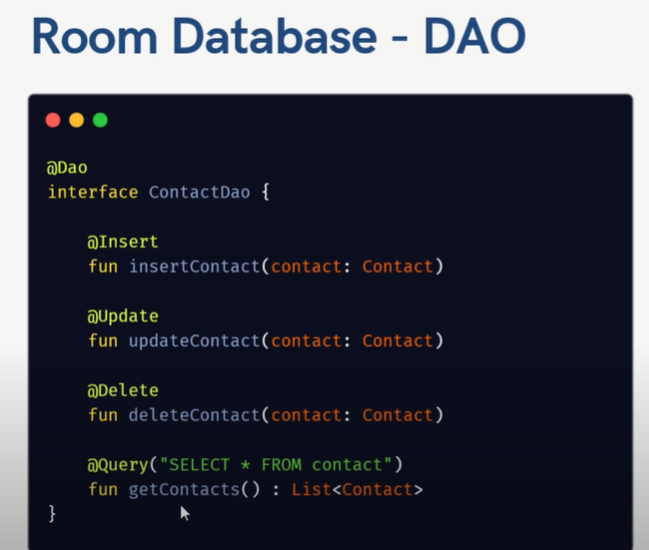 Room Database - DAO
@Dao
interface ContactDao {
@Insert
fun insertContact(contact: Contact)
@Update
fun updateContact(contact: Contact)
@Delete
fun deleteContact(contact: Contact)
@Query("SELECT * FROM contact")
fun getContacts() : List<Contact>
}